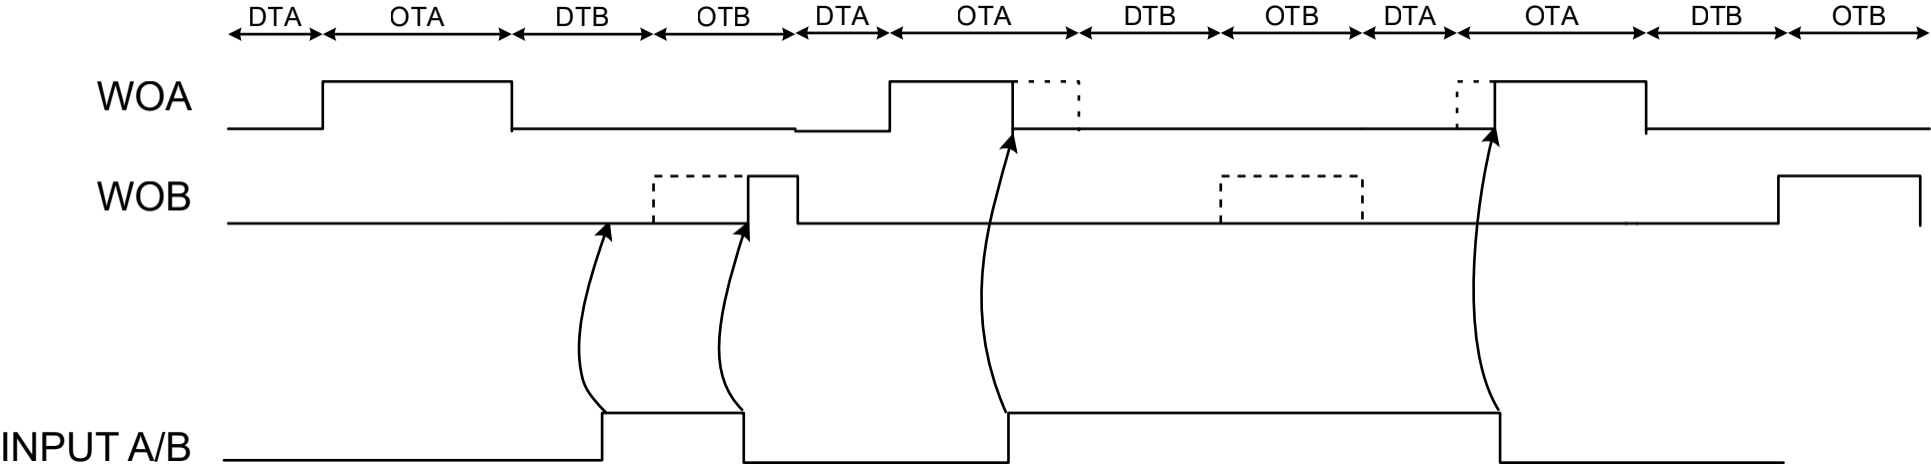 DTA OTA DTB OTB DTA OTA DTB OTB DTA OTA DTB OTB
WOA
WOB
INPUT A/B